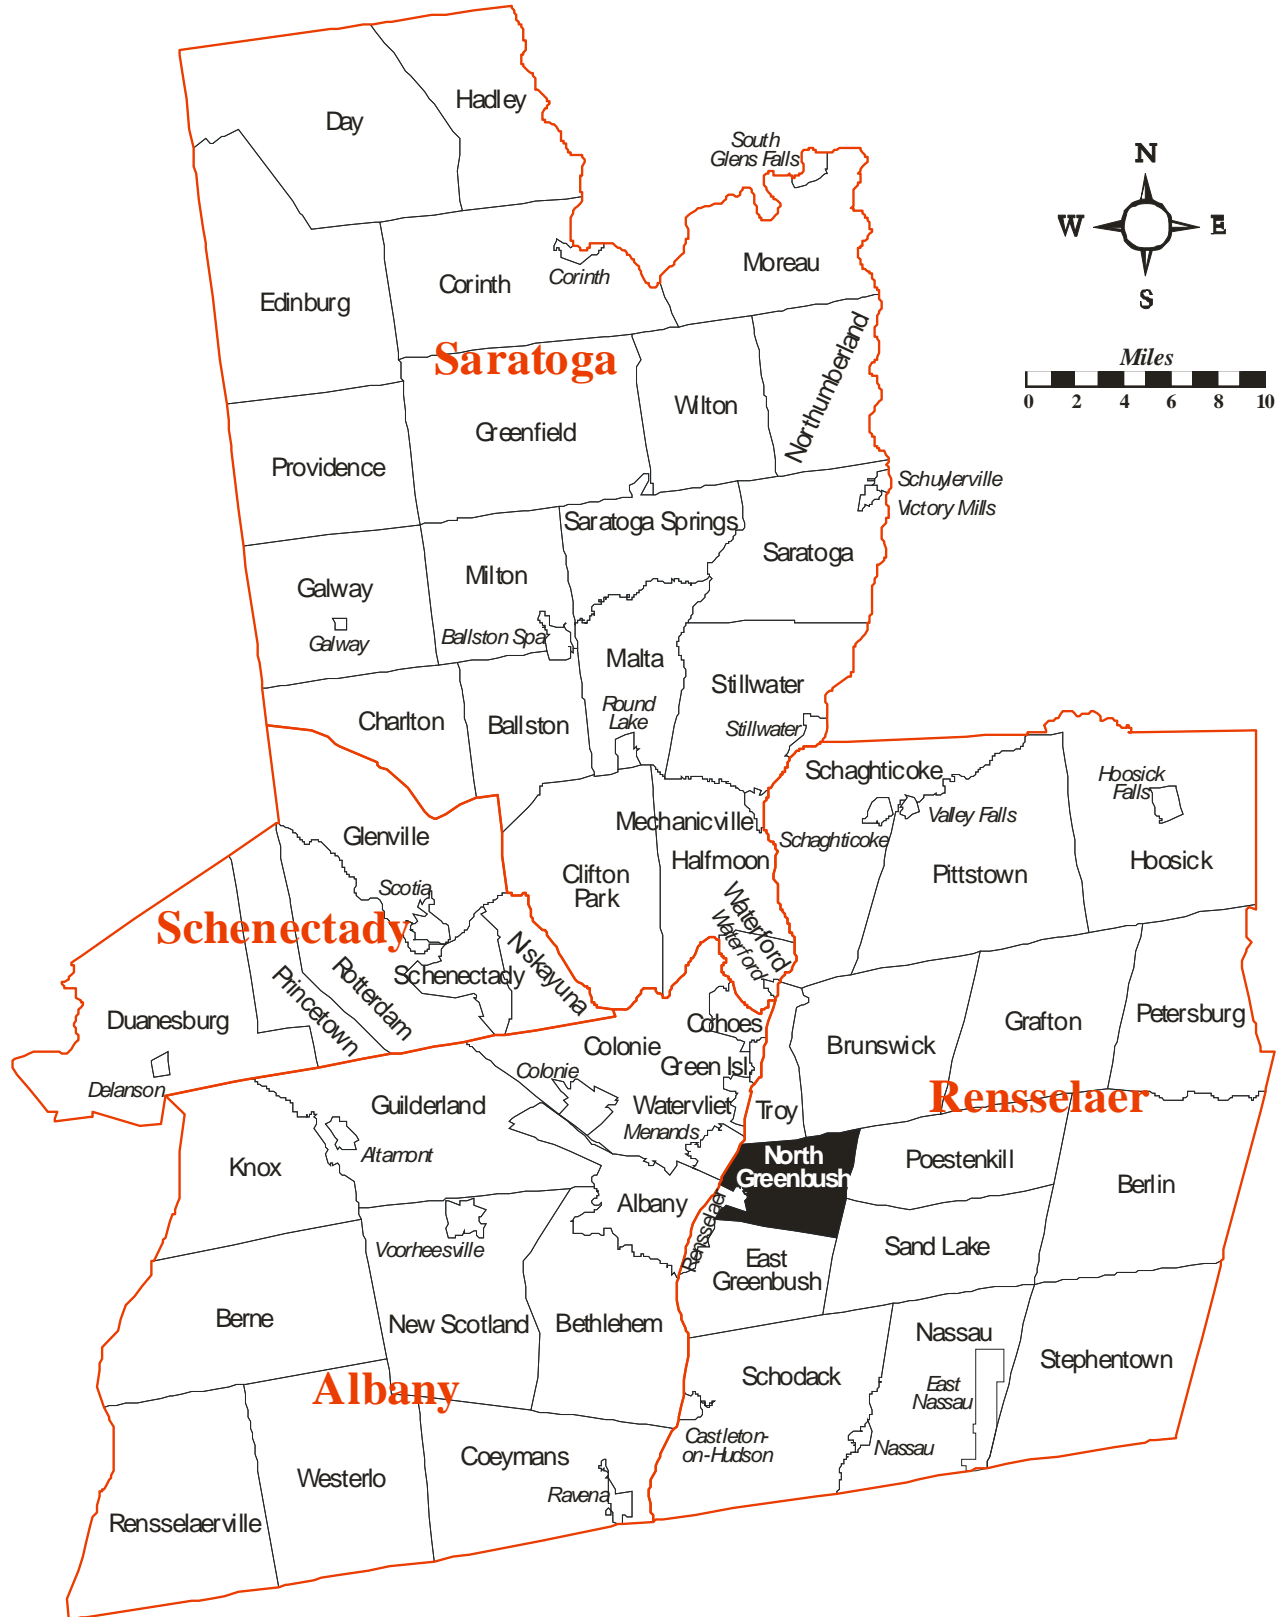 Hadley
Day
South
Glens Falls
N
W
E
S
Moreau
Corinth
Corinth
Edinburg
Northumberland
Saratoga
Miles
0 2 4 6 8 10
Wilton
Greenfield
Providence
Schuylerville
Victory Mills
Saratoga Springs
Saratoga
Milton
Galway
Galway
Ballston Spa
Malta
Stillwater
Round
Lake
Charlton
Ballston
Stillwater
Schaghticoke
Hoosick
Falls
Valley Falls
Mechanicville
Schaghticoke
Glenville
Halfmoon
Hoosick
Clifton
Park
Pittstown
Scotia
Waterford
Waterford
Schenectady
Niskayuna
Schenectady
Rotterdam
Princetown
Duanesburg
Cohoes
Grafton
Petersburg
Colonie
Brunswick
Green Isl.
Colonie
Delanson
Rensselaer
Guilderland
Watervliet
Troy
Menands
Altamont
Knox
North
Greenbush
Poestenkill
Berlin
Albany
Rensselaer
Voorheesville
Sand Lake
East
Greenbush
Berne
New Scotland
Bethlehem
Nassau
Stephentown
Schodack
Albany
East
Nassau
Castleton-
on-Hudson
Nassau
Coeymans
Westerlo
Ravena
Rensselaerville